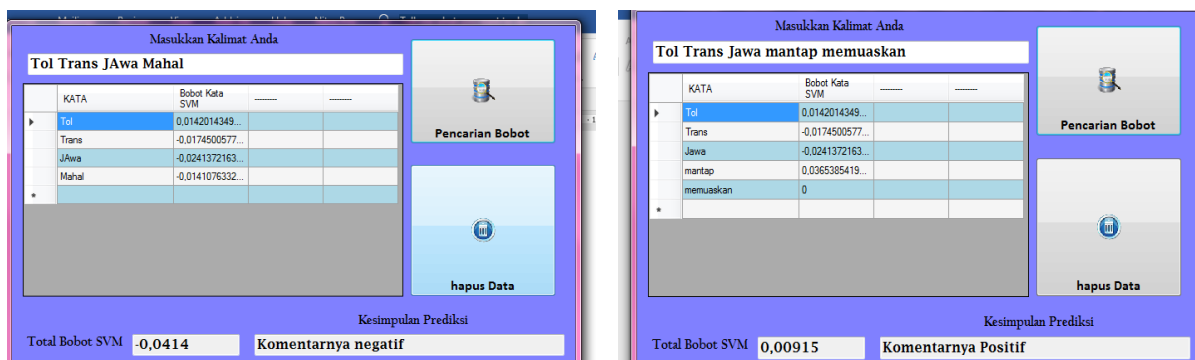 Masukkan Kalimat Anda
Tol Trans JAwa Mahal
KATA Bobot Kata SVM --------- ---------
Tol 0,0142014349...
Trans -0,0174500577...
JAwa -0,0241372163...
Mahal -0,0141076332...
Pencarian Bobot
hapus Data
Kesimpulan Prediksi
Total Bobot SVM -0,0414 Komentarnya negatif
Masukkan Kalimat Anda
Tol Trans Jawa mantap memuaskan
KATA Bobot Kata SVM --------- ---------
Tol 0,0142014349...
Trans -0,0174500577...
Jawa -0,0241372163...
mantap 0,0365385419...
memuaskan 0
Pencarian Bobot
hapus Data
Kesimpulan Prediksi
Total Bobot SVM 0,00915 Komentarnya Positif